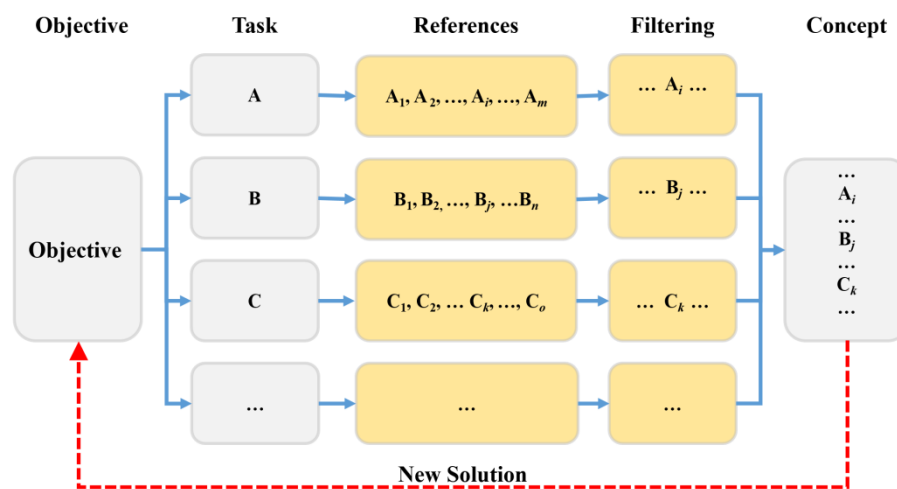 Objective Task References Filtering Concept
A A₁, A₂, …, Aᵢ, …, Aₘ … Aᵢ …
B B₁, B₂, …, Bⱼ, …Bₙ … Bⱼ …
C C₁, C₂, … Cₖ, …, Cₒ … Cₖ …
… … …
Objective
…
Aᵢ
…
Bⱼ
…
Cₖ
…
New Solution